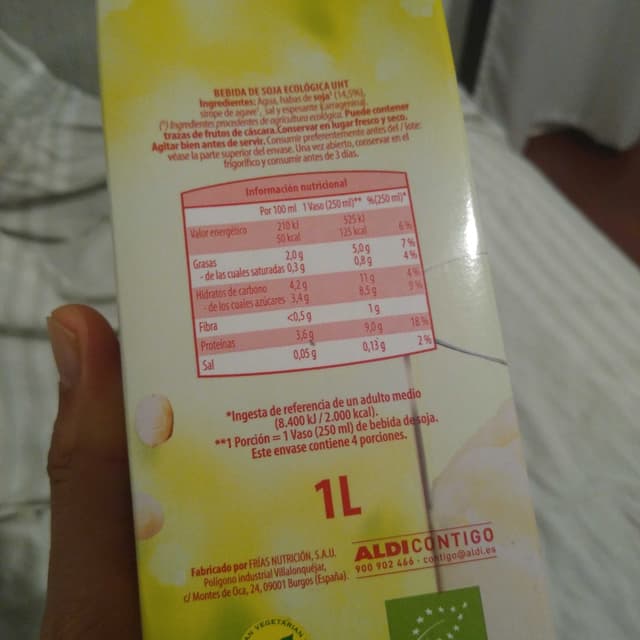 BEBIDA DE SOJA ECOLÓGICA UHT
Ingredientes: Agua, habas de soja* (14,5%),
sirope de agave*, sal y espesante (carragenina).
(*) Ingredientes procedentes de agricultura ecológica. Puede contener
trazas de frutos de cáscara. Conservar en lugar fresco y seco.
Agitar bien antes de servir. Consumir preferentemente antes del / lote:
véase la parte superior del envase. Una vez abierto, conservar en el
frigorífico y consumir antes de 3 días.
Información nutricional
Por 100 ml 1 Vaso (250 ml)** %(250 ml)*
Valor energético 210 kJ 525 kJ
50 kcal 125 kcal 6%
Grasas 2,0 g 5,0 g 7%
- de las cuales saturadas 0,3 g 0,8 g 4%
Hidratos de carbono 4,2 g 11 g 4%
- de los cuales azúcares 3,4 g 8,5 g 9%
Fibra <0,5 g 1 g
Proteínas 3,6 g 9,0 g 18%
Sal 0,05 g 0,13 g 2%
*Ingesta de referencia de un adulto medio
(8.400 kJ / 2.000 kcal).
**1 Porción = 1 Vaso (250 ml) de bebida de soja.
Este envase contiene 4 porciones.
1L
Fabricado por FRÍAS NUTRICIÓN, S.A.U.
Polígono industrial Villalonquéjar,
c/ Montes de Oca, 24, 09001 Burgos (España).
ALDI CONTIGO
900 902 466 - contigo@aldi.es
VEGETARIAN